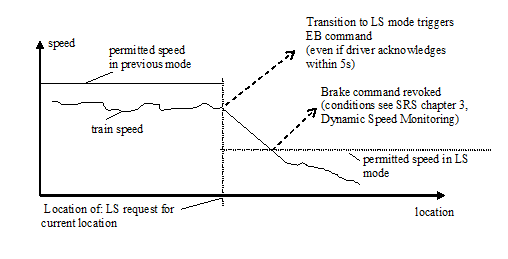 Transition to LS mode triggers
EB command
(even if driver acknowledges
within 5s)
speed
permitted speed
in previous mode
Brake command revoked
(conditions see SRS chapter 3,
Dynamic Speed Monitoring)
train speed
permitted speed in LS
mode
Location of: LS request for
current location
location